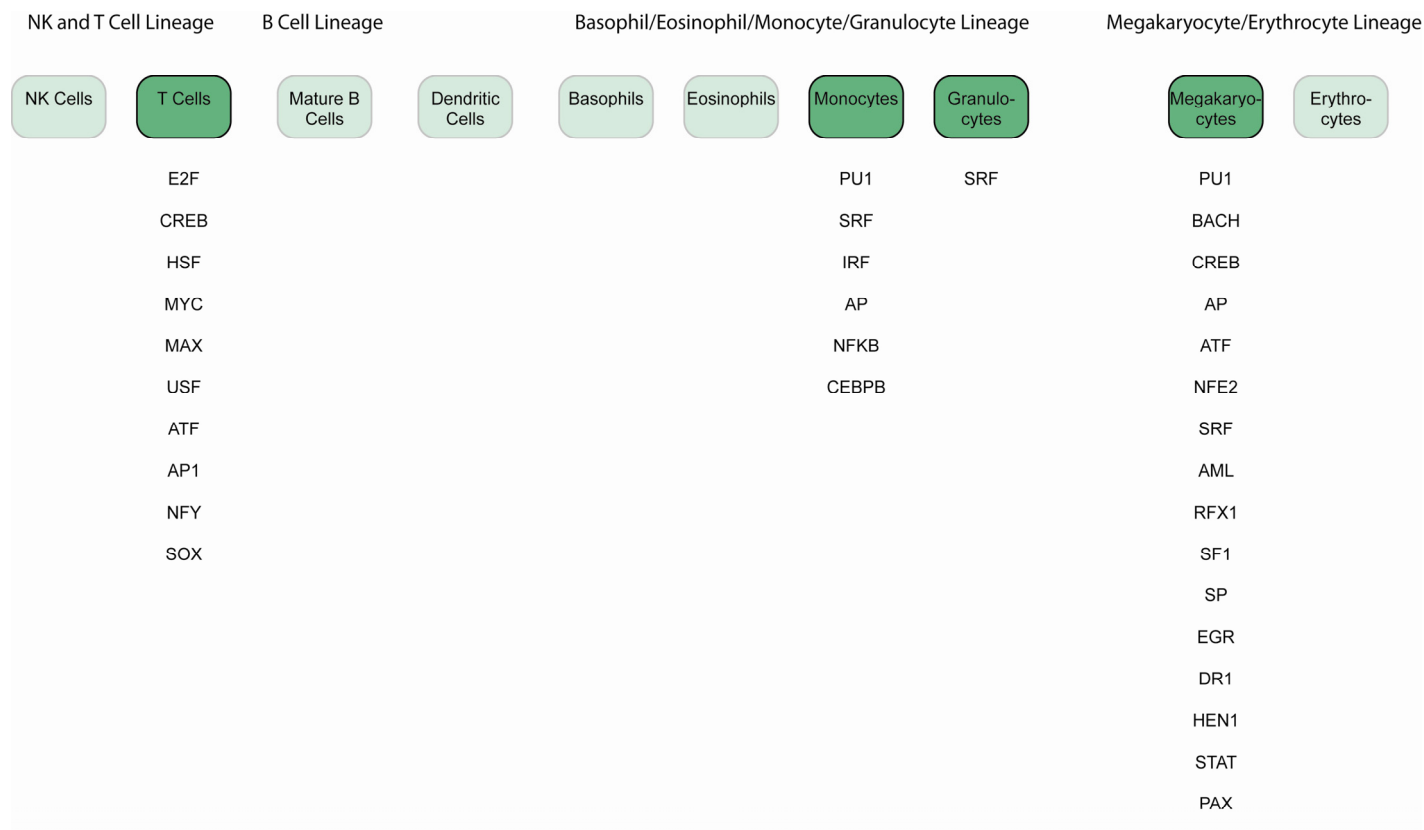 NK and T Cell Lineage
B Cell Lineage
Basophil/Eosinophil/Monocyte/Granulocyte Lineage
Megakaryocyte/Erythrocyte Lineage
NK Cells
T Cells
Mature B
Cells
Dendritic
Cells
Basophils
Eosinophils
Monocytes
Granulo-
cytes
Megakaryo-
cytes
Erythro-
cytes
E2F
CREB
HSF
MYC
MAX
USF
ATF
AP1
NFY
SOX
PU1
SRF
IRF
AP
NFKB
CEBPB
SRF
PU1
BACH
CREB
AP
ATF
NFE2
SRF
AML
RFX1
SF1
SP
EGR
DR1
HEN1
STAT
PAX